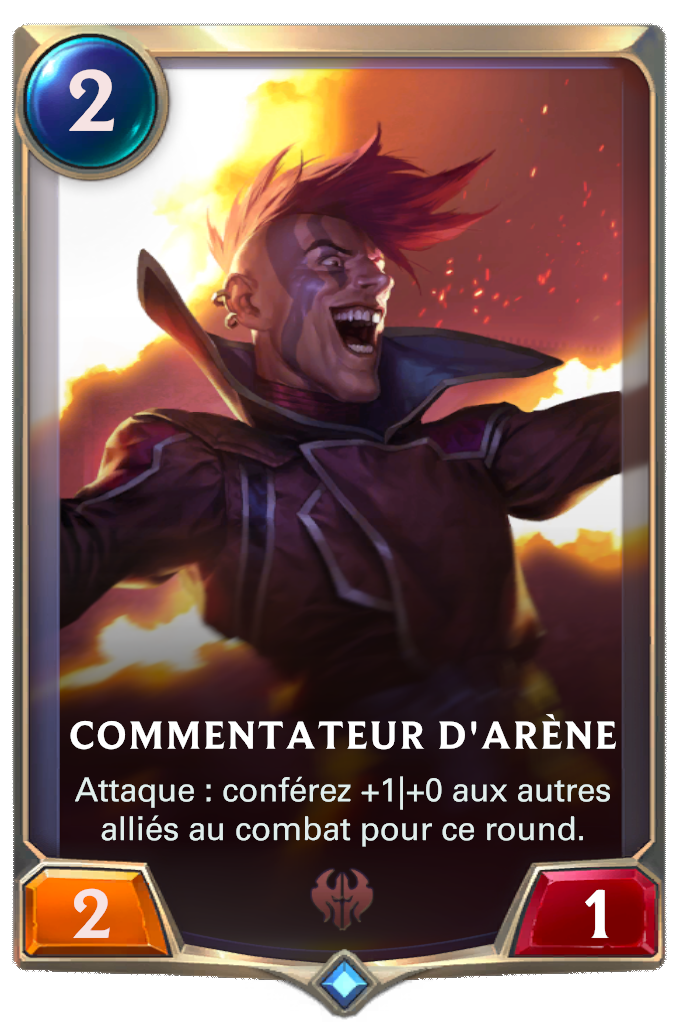 2
COMMENTATEUR D'ARÈNE
Attaque : conférez +1|+0 aux autres
alliés au combat pour ce round.
2
1